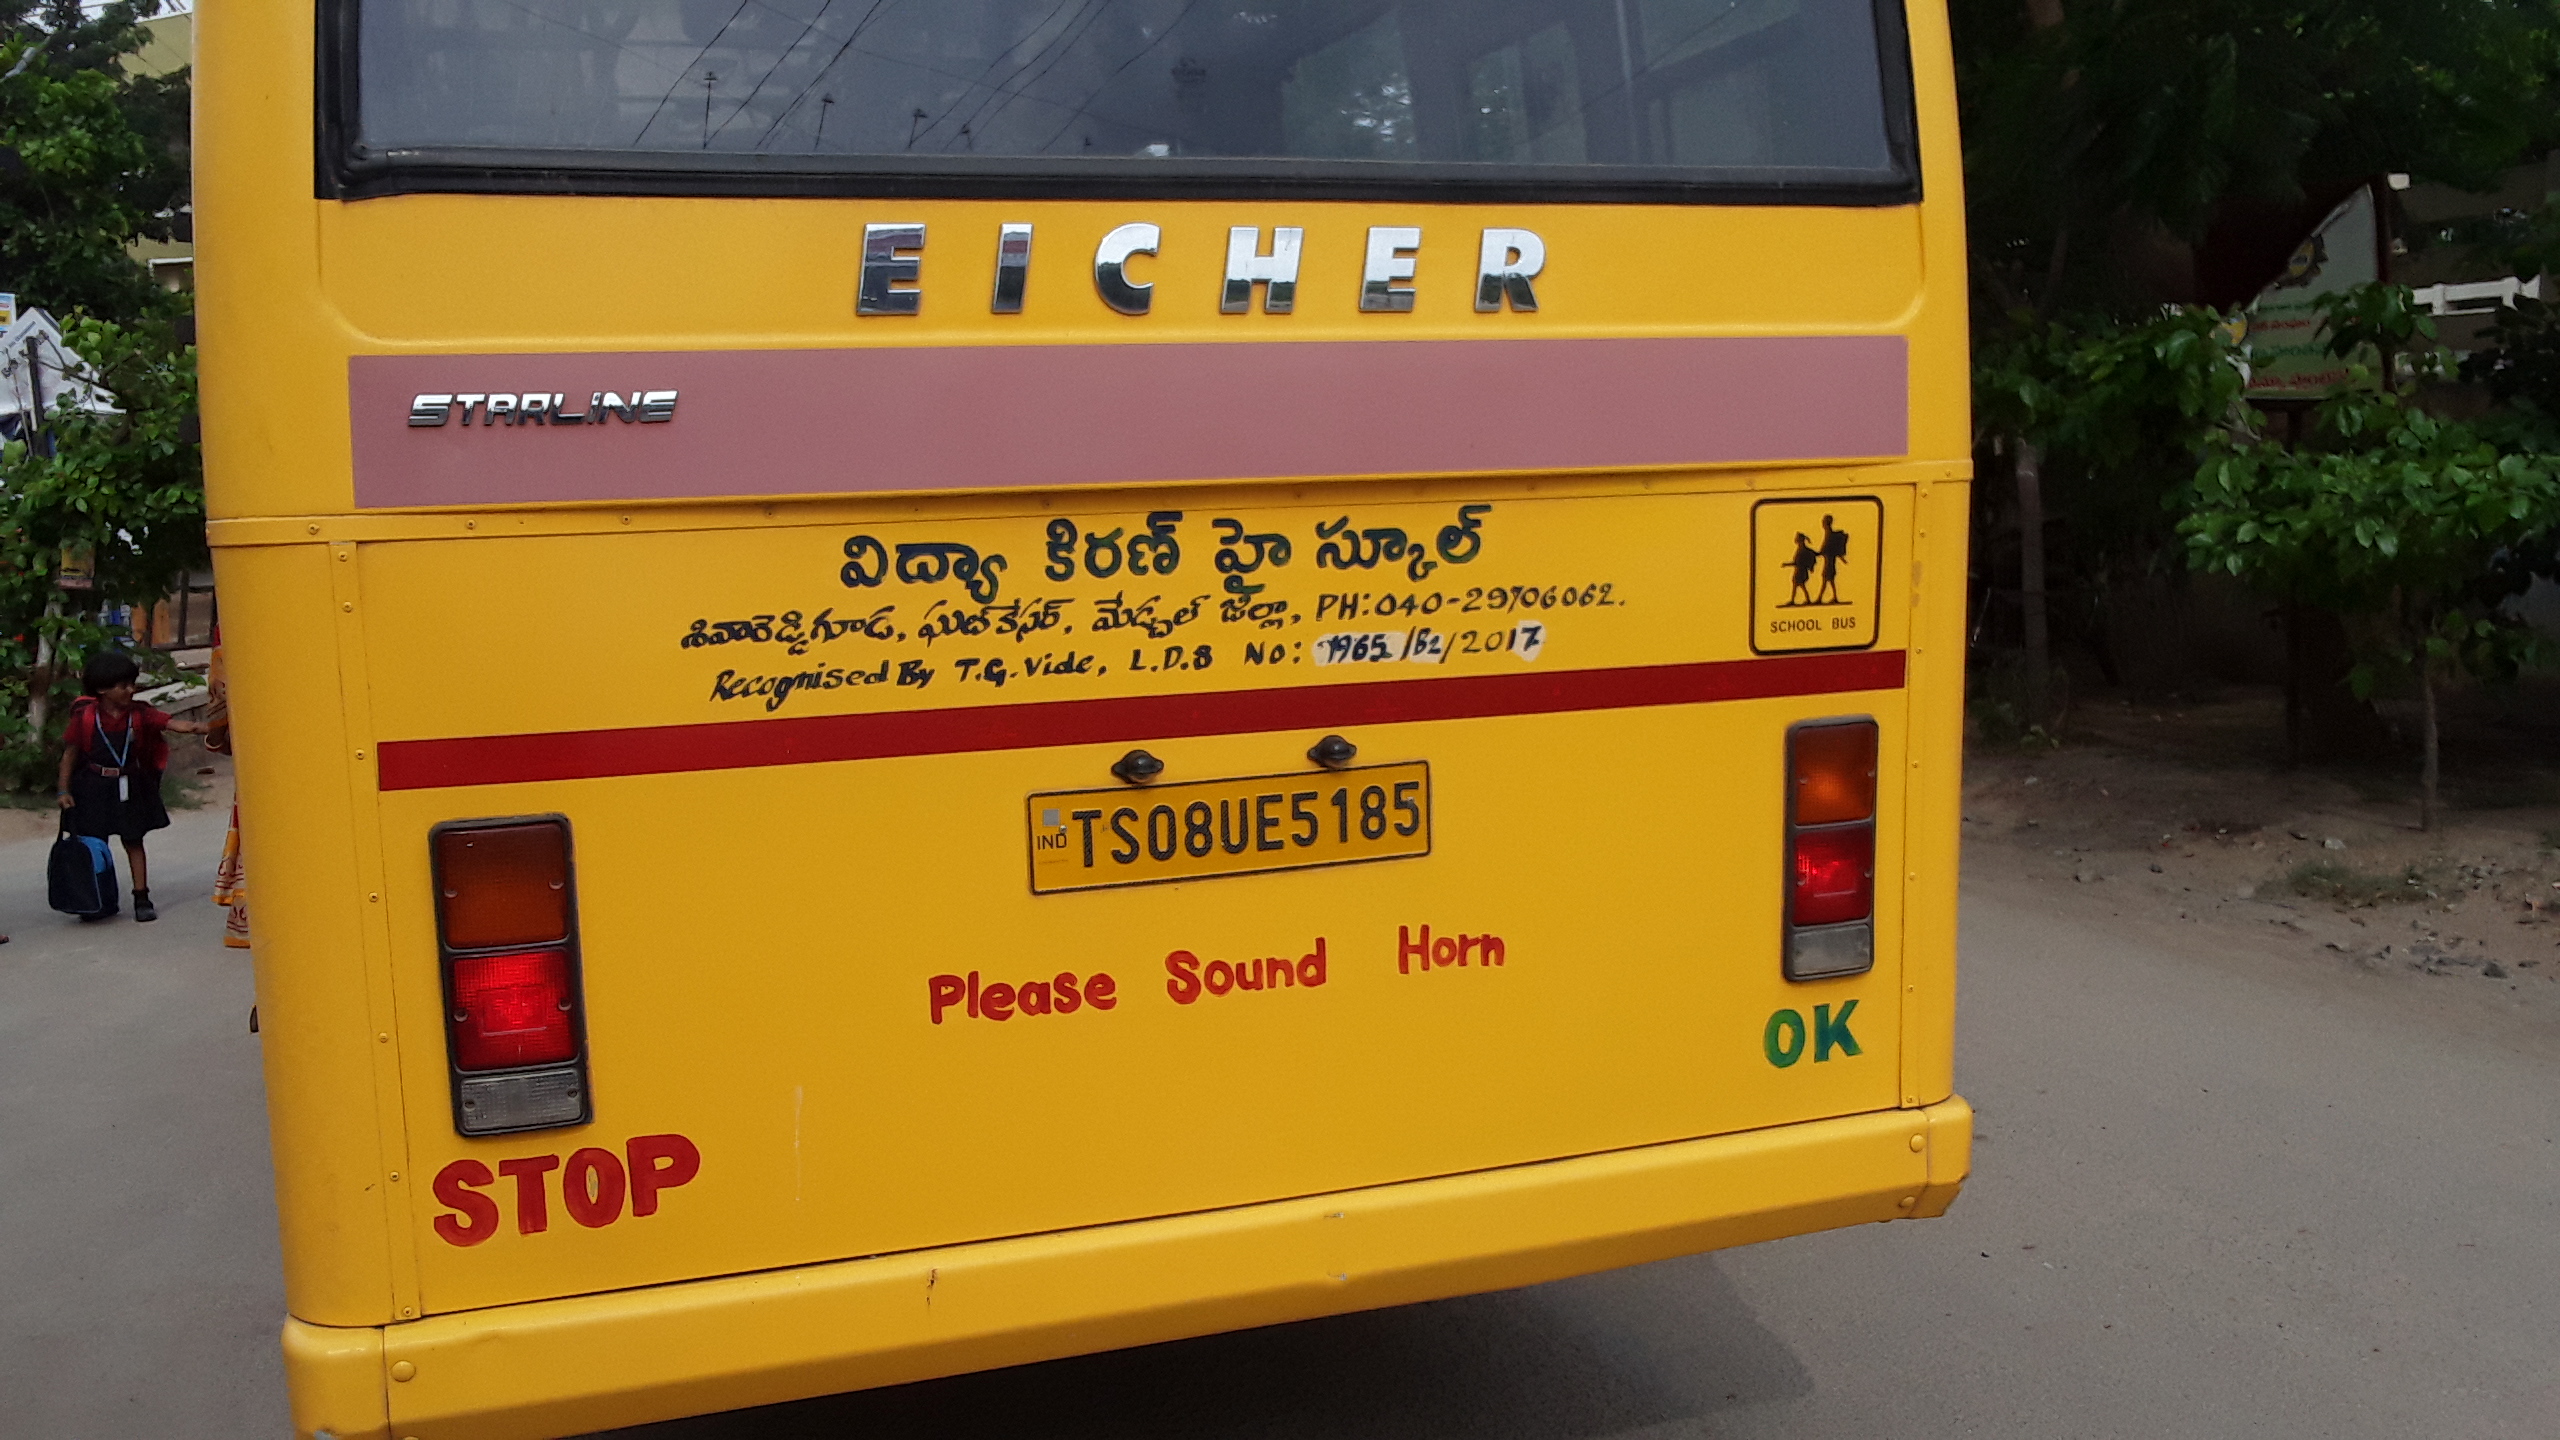 EICHER
STARLINE
విద్యా కిరణ్ హై స్కూల్
శివారెడ్డిగూడ, ఘట్‌కేసర్, మేడ్చల్ జిల్లా, PH:040-29706062.
Recognised By T.G.Vide, L.D.8 No: 1965/B2/2017
SCHOOL BUS
IND TS08UE5185
Please Sound Horn
OK
STOP